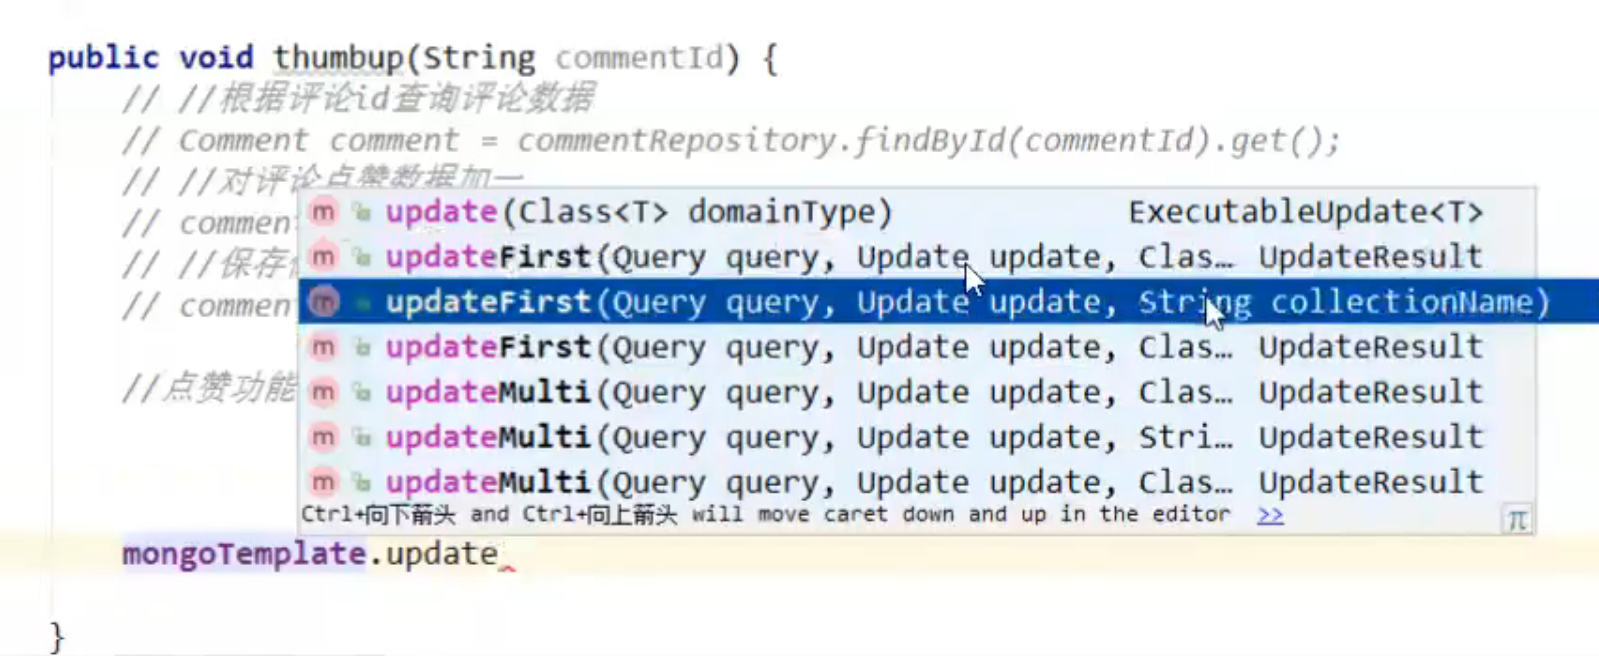 public void thumbup(String commentId) {
// //根据评论id查询评论数据
// Comment comment = commentRepository.findById(commentId).get();
// //对评论点赞数据加一
// commen
// //保存
// commen
//点赞功能
update(Class<T> domainType) ExecutableUpdate<T>
updateFirst(Query query, Update update, Clas… UpdateResult
updateFirst(Query query, Update update, String collectionName)
updateFirst(Query query, Update update, Clas… UpdateResult
updateMulti(Query query, Update update, Clas… UpdateResult
updateMulti(Query query, Update update, Stri… UpdateResult
updateMulti(Query query, Update update, Clas… UpdateResult
Ctrl+向下箭头 and Ctrl+向上箭头 will move caret down and up in the editor >>
π
mongoTemplate.update
}